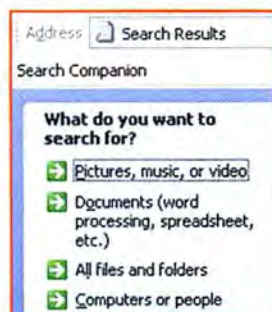 Address Search Results
Search Companion
What do you want to
search for?
Pictures, music, or video
Documents (word
processing, spreadsheet,
etc.)
All files and folders
Computers or people